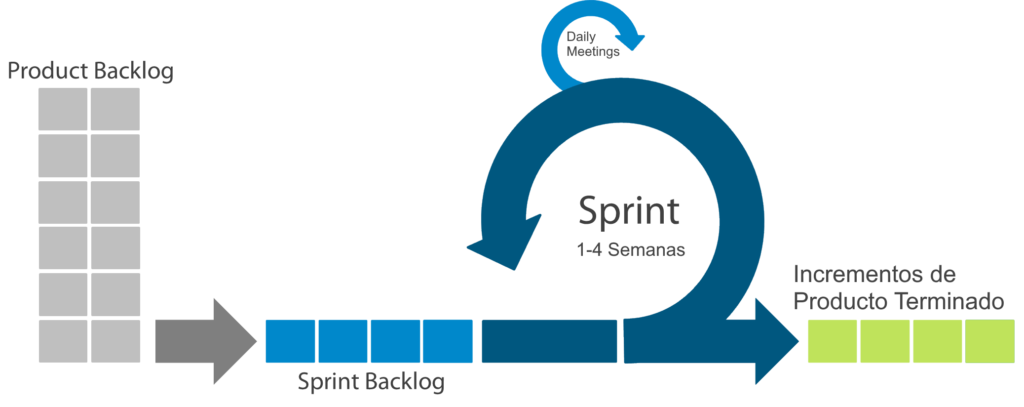 Product Backlog
Daily
Meetings
Sprint
1-4 Semanas
Incrementos de
Producto Terminado
Sprint Backlog